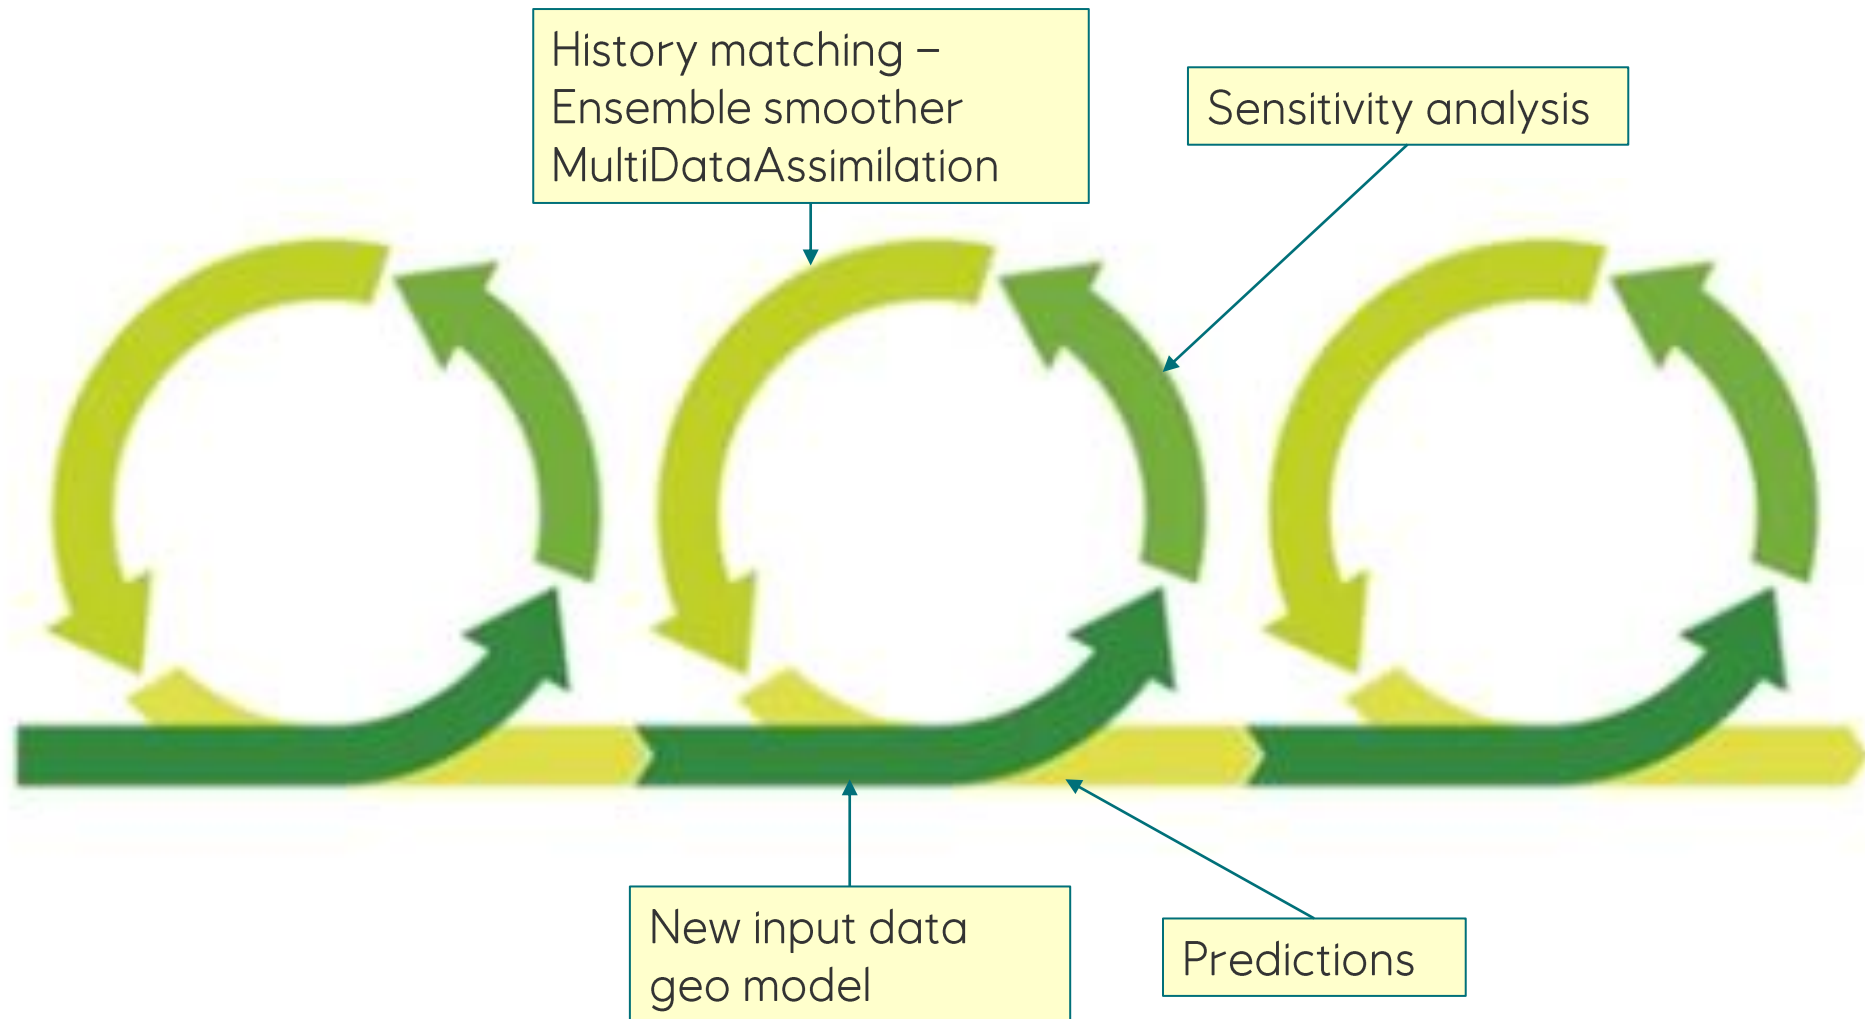 History matching –
Ensemble smoother
MultiDataAssimilation
Sensitivity analysis
New input data
geo model
Predictions